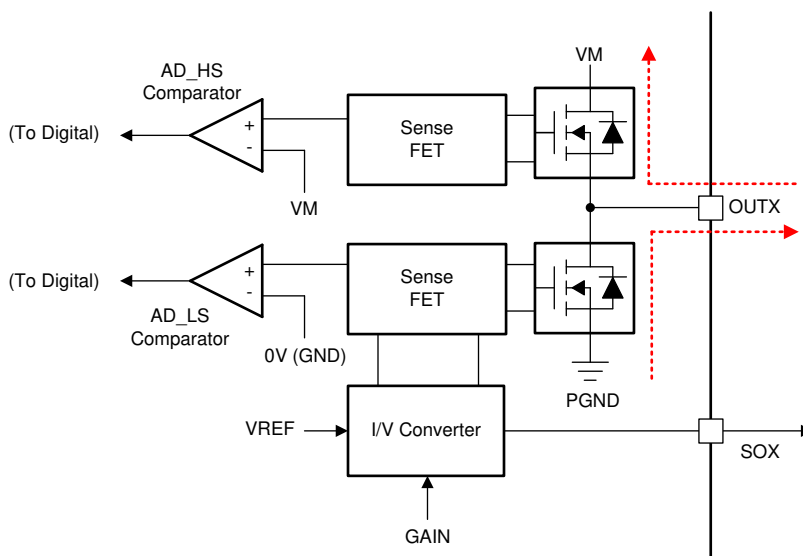 AD_HS
Comparator
VM
(To Digital)
+
-
Sense
FET
VM
OUTX
(To Digital)
+
-
Sense
FET
AD_LS
Comparator
0V (GND)
PGND
VREF
I/V Converter
SOX
GAIN